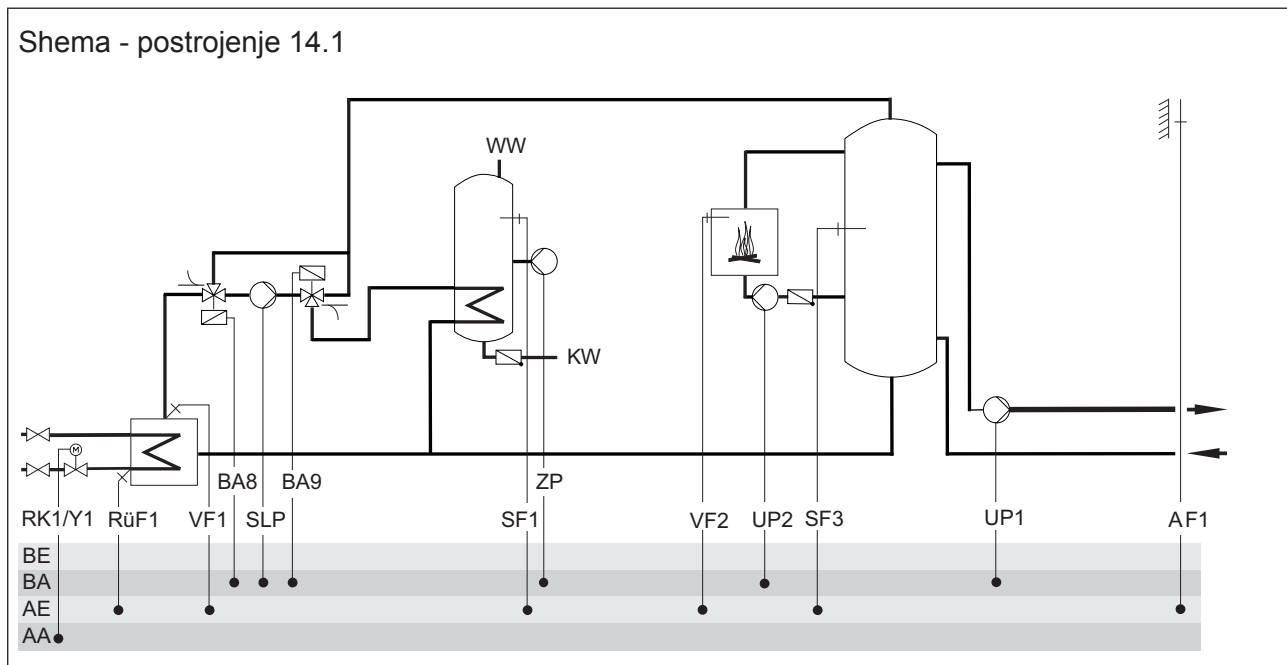 Shema - postrojenje 14.1
WW
KW
M
BA8
BA9
ZP
RK1/Y1
RüF1
VF1
SLP
SF1
VF2
UP2
SF3
UP1
AF1
BE
BA
AE
AA